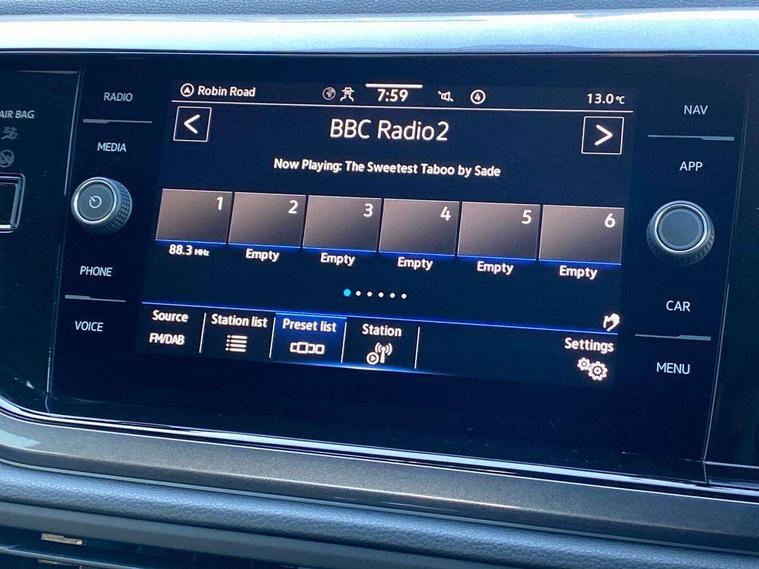 AIR BAG
RADIO
MEDIA
PHONE
VOICE
Robin Road
7:59
4
13.0 °C
BBC Radio2
Now Playing: The Sweetest Taboo by Sade
1 2 3 4 5 6
88.3 MHz Empty Empty Empty Empty Empty
Source Station list Preset list Station Settings
FM/DAB
NAV
APP
CAR
MENU